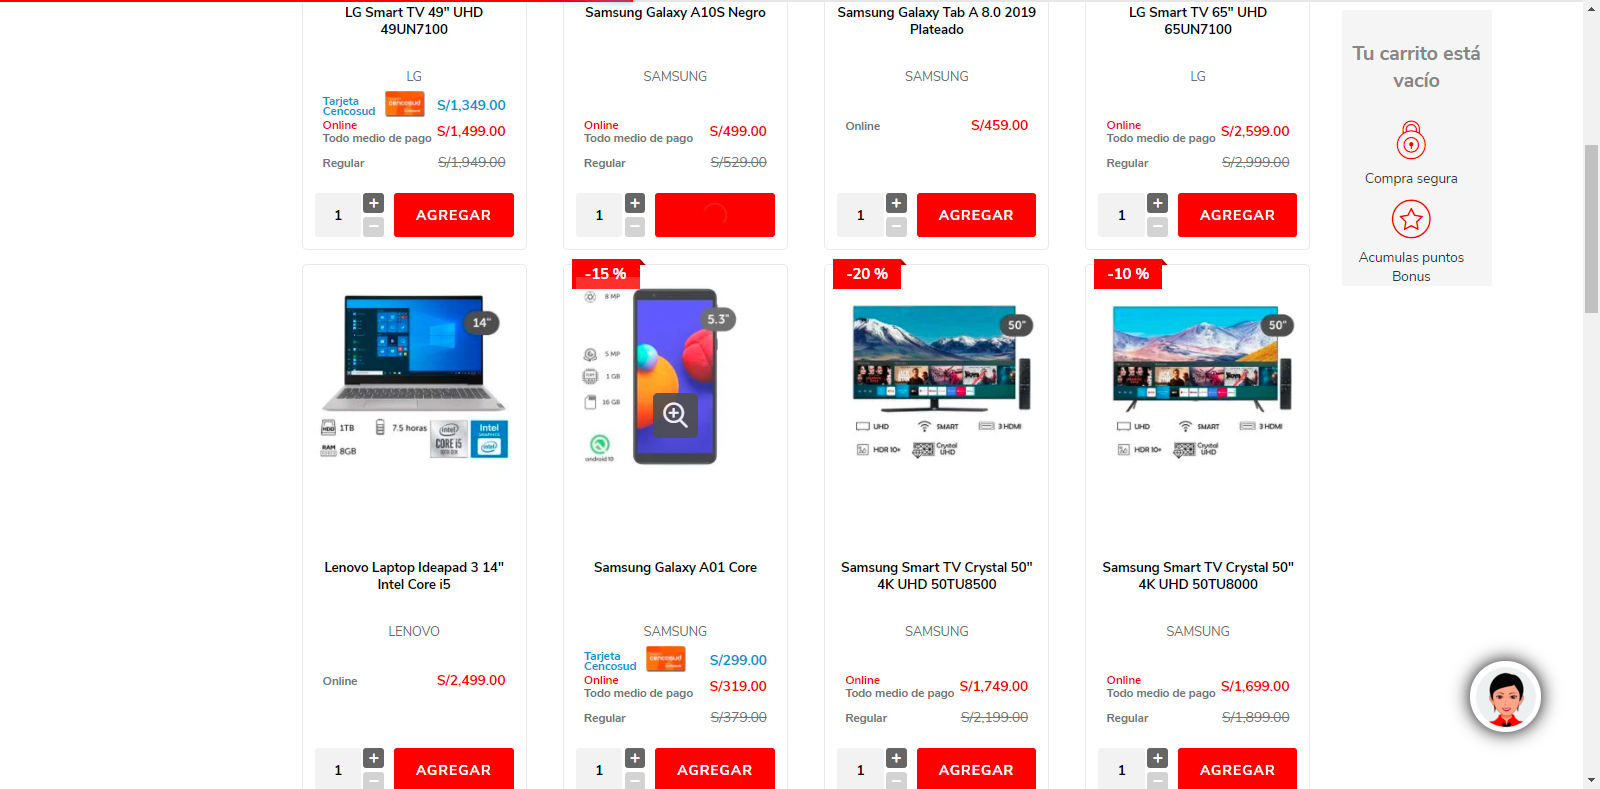 LG Smart TV 49" UHD
49UN7100
LG
Tarjeta
Cencosud
cencosud
S/1,349.00
Online
Todo medio de pago
S/1,499.00
Regular
S/1,949.00
1
+
−
AGREGAR
Samsung Galaxy A10S Negro
SAMSUNG
Online
Todo medio de pago
S/499.00
Regular
S/529.00
1
+
−
Samsung Galaxy Tab A 8.0 2019
Plateado
SAMSUNG
Online
S/459.00
1
+
−
AGREGAR
LG Smart TV 65" UHD
65UN7100
LG
Online
Todo medio de pago
S/2,599.00
Regular
S/2,999.00
1
+
−
AGREGAR
Tu carrito está
vacío
Compra segura
Acumulas puntos
Bonus
14"
HDD
1TB
7.5 horas
RAM
8GB
intel
CORE i5
Intel
GRAPHICS
intel
Lenovo Laptop Ideapad 3 14"
Intel Core i5
LENOVO
Online
S/2,499.00
1
+
−
AGREGAR
-15 %
8 MP
5.3"
5 MP
1 GB
16 GB
android 10
Samsung Galaxy A01 Core
SAMSUNG
Tarjeta
Cencosud
cencosud
S/299.00
Online
Todo medio de pago
S/319.00
Regular
S/379.00
1
+
−
AGREGAR
-20 %
50"
UHD
SMART
3 HDMI
HDR 10+
Crystal
UHD
Samsung Smart TV Crystal 50"
4K UHD 50TU8500
SAMSUNG
Online
Todo medio de pago
S/1,749.00
Regular
S/2,199.00
1
+
−
AGREGAR
-10 %
50"
UHD
SMART
3 HDMI
HDR 10+
Crystal
UHD
Samsung Smart TV Crystal 50"
4K UHD 50TU8000
SAMSUNG
Online
Todo medio de pago
S/1,699.00
Regular
S/1,899.00
1
+
−
AGREGAR